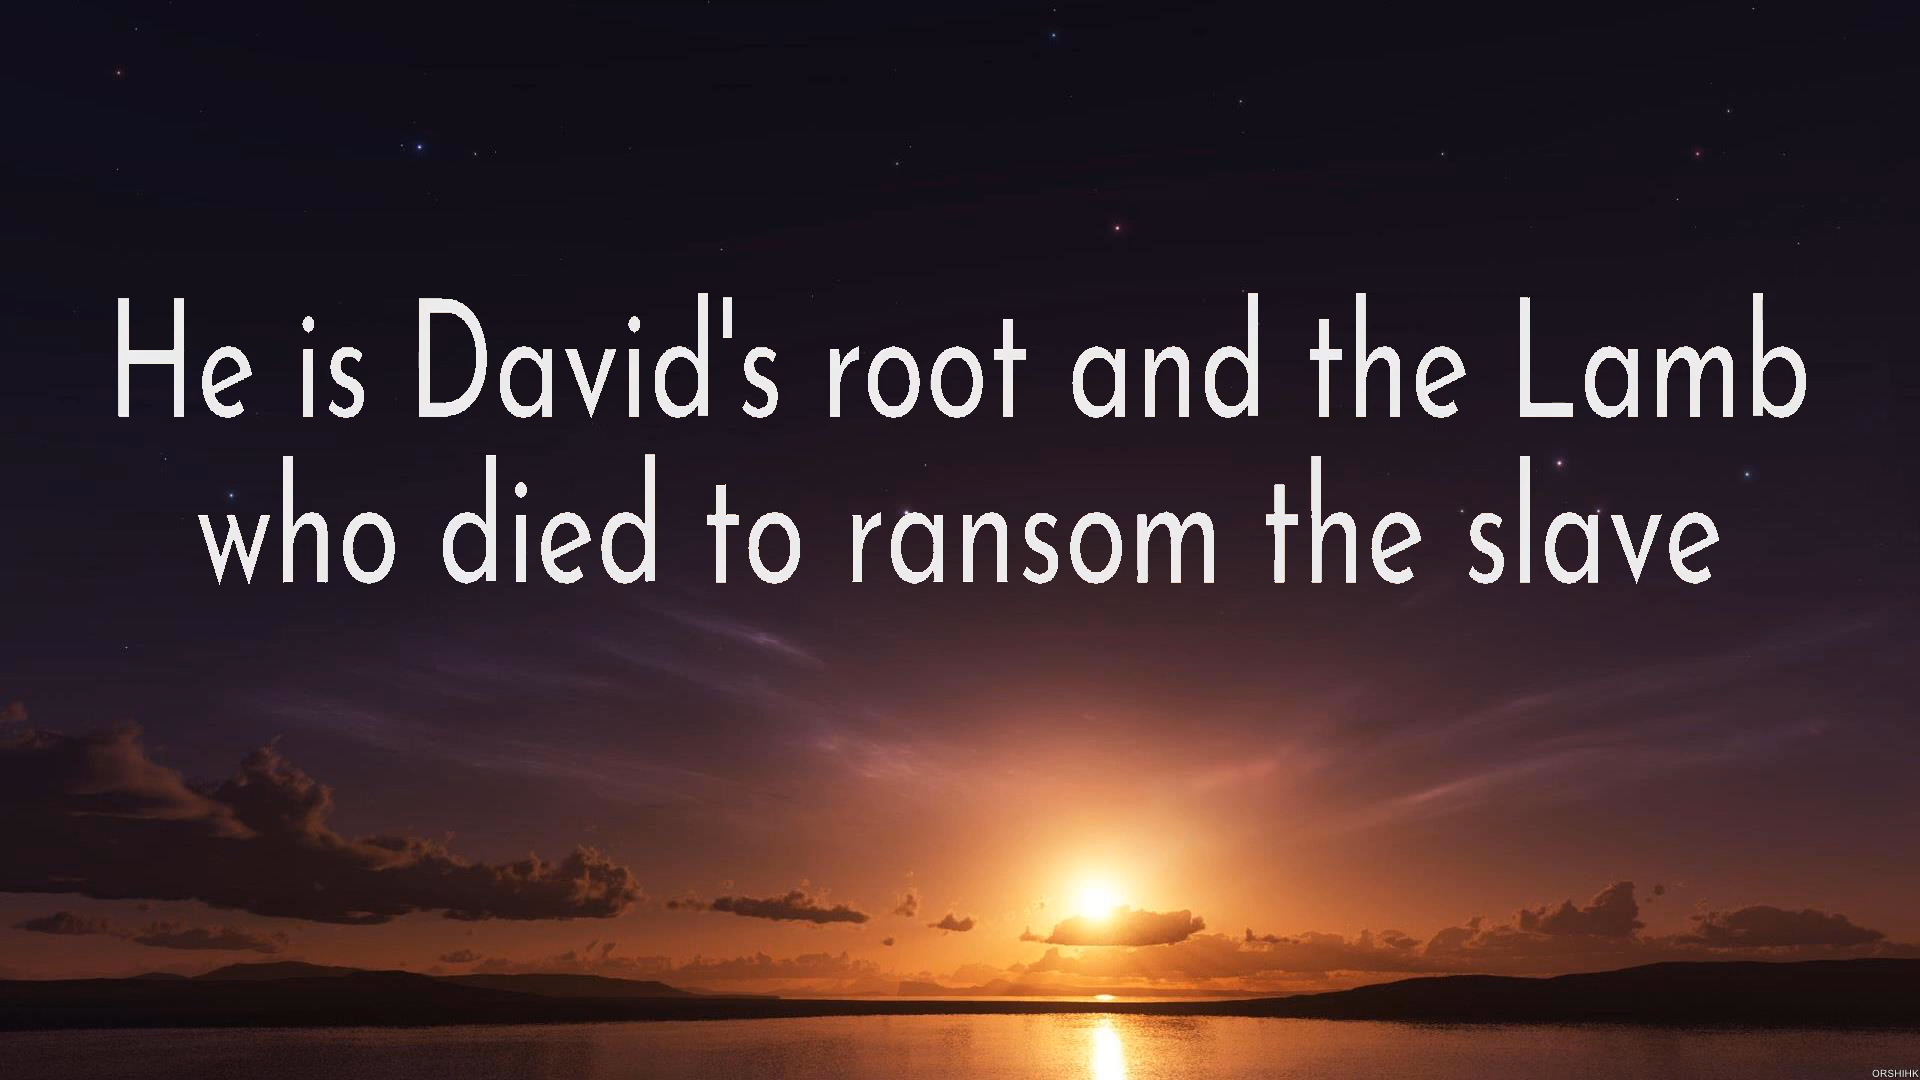 He is David's root and the Lamb
who died to ransom the slave
ORSHIHK